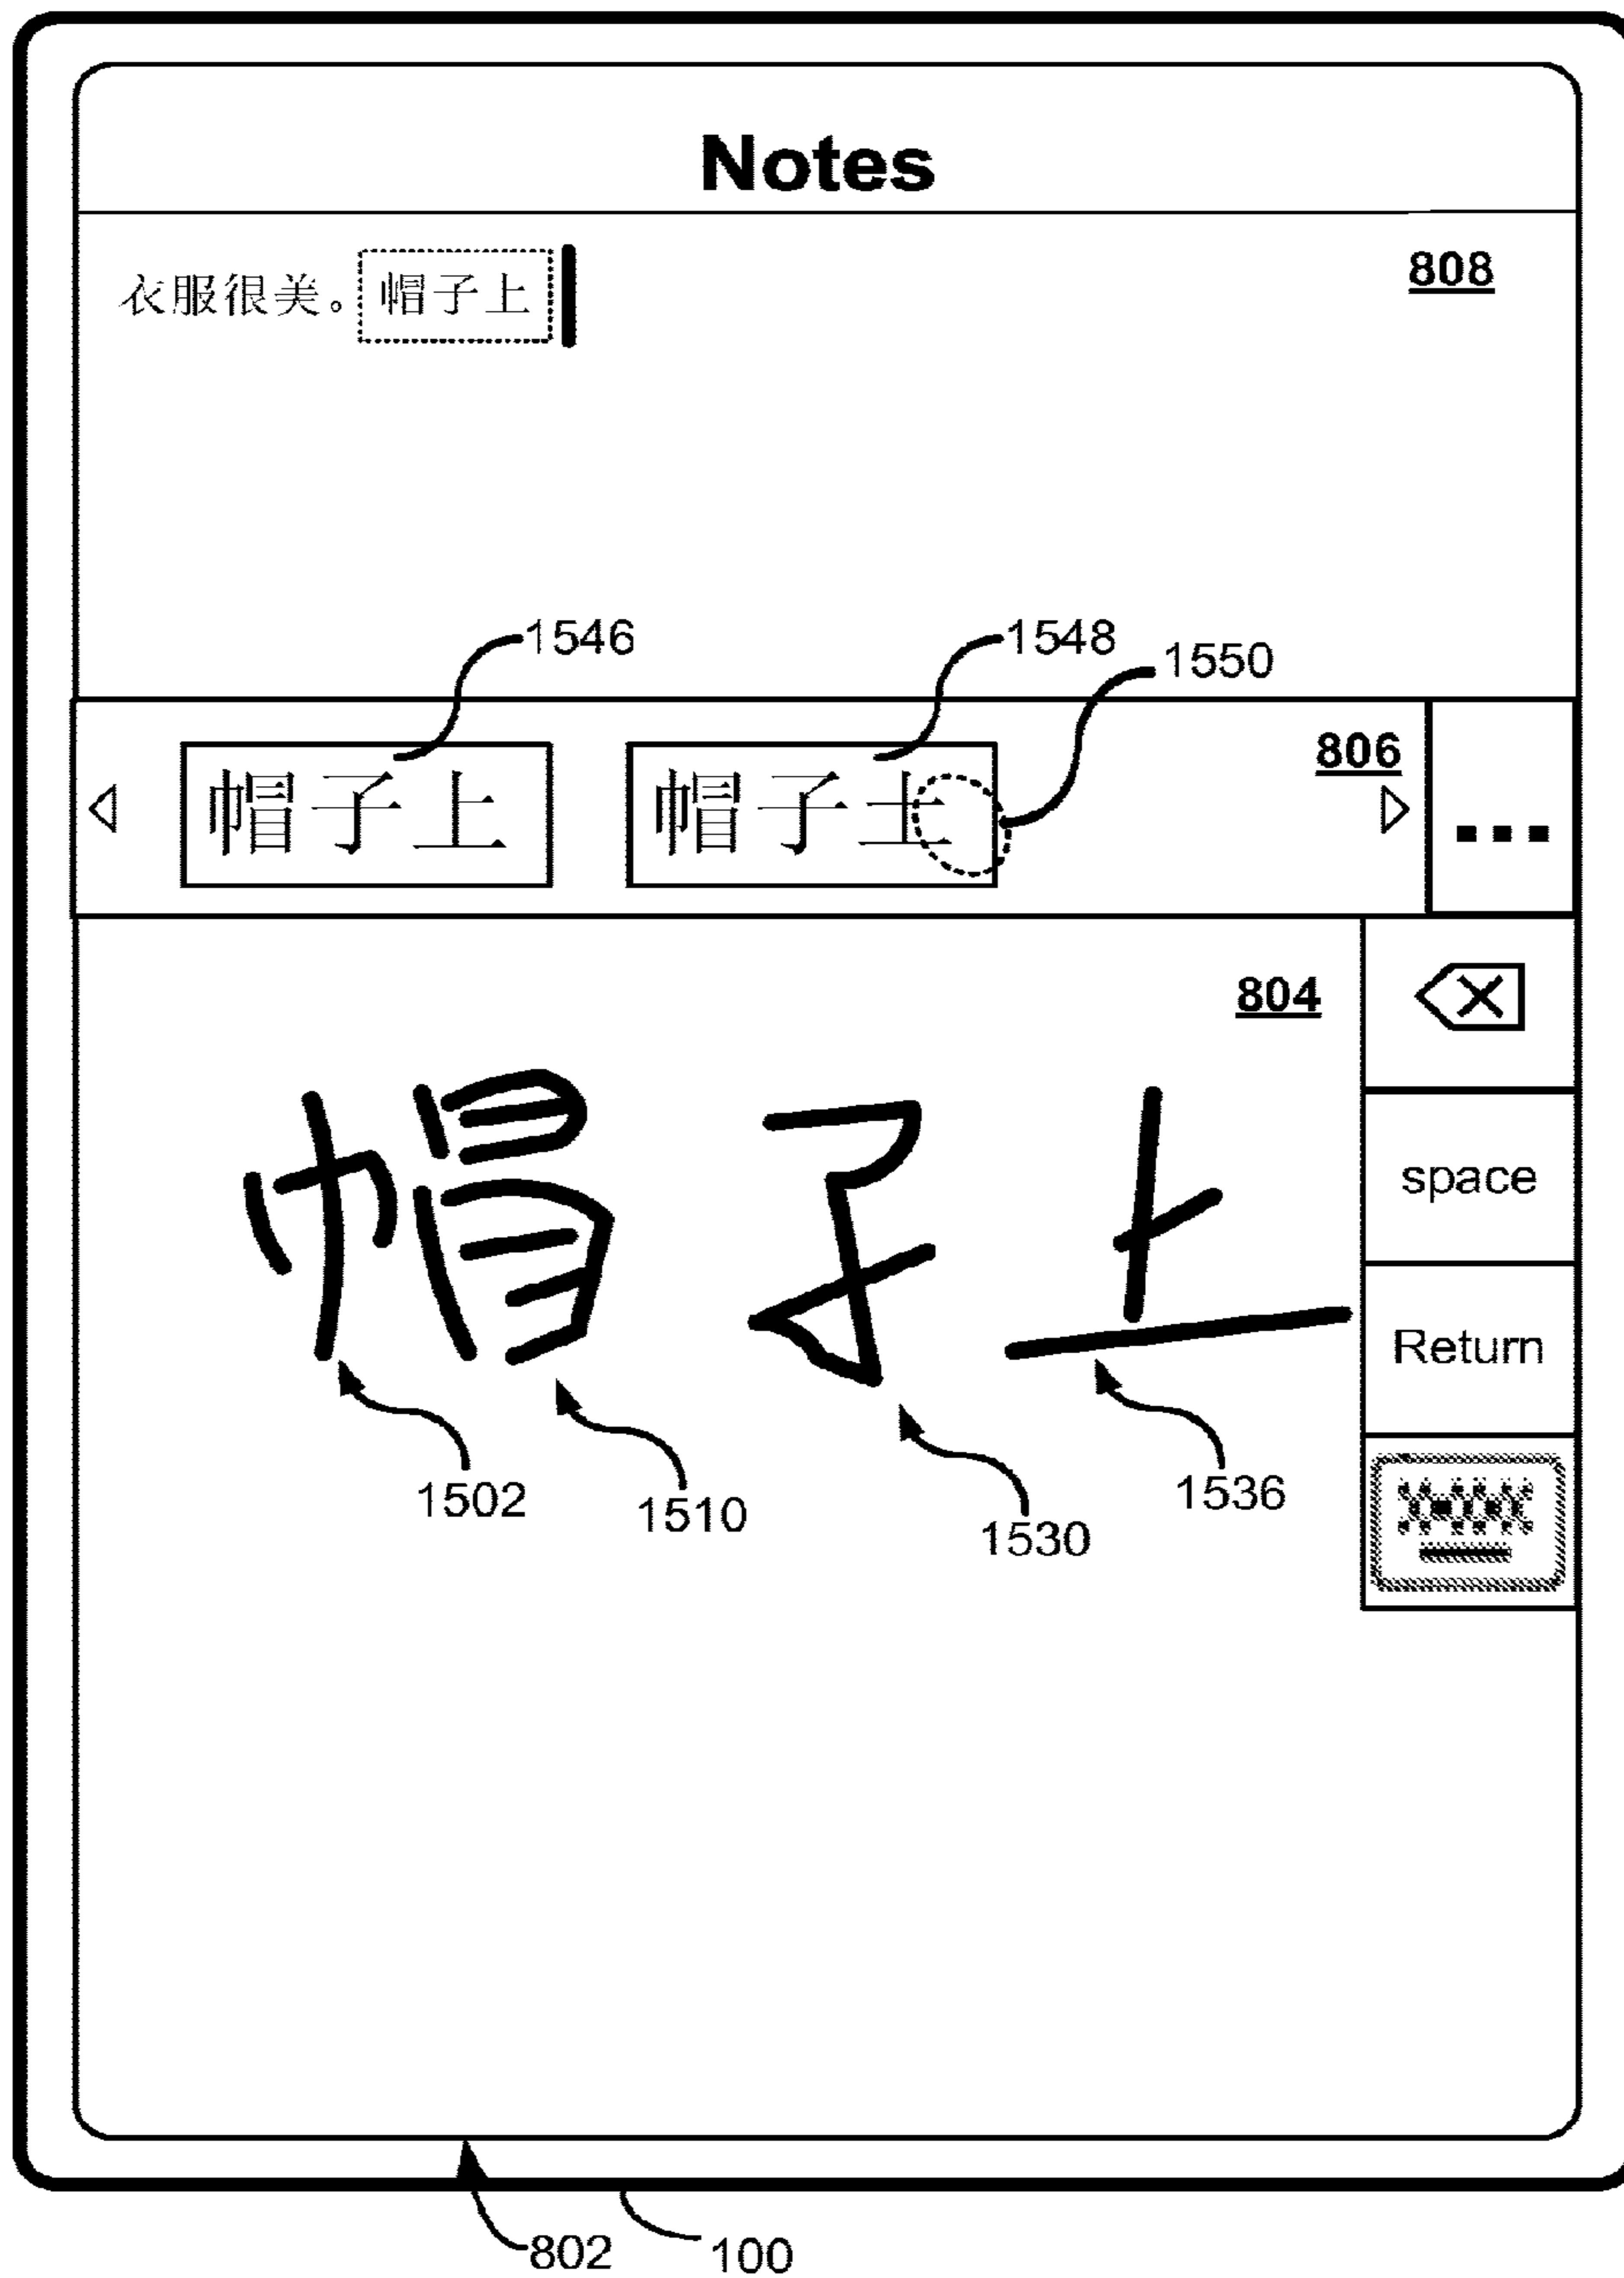 Notes
808
衣服很美。帽子上
1546 1548 1550
帽子上 帽子士 806 ...
804
帽子上
space
Return
1502 1510 1530 1536
802 100